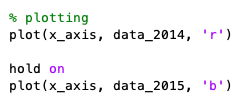 % plotting
plot(x_axis, data_2014, 'r')
hold on
plot(x_axis, data_2015, 'b')